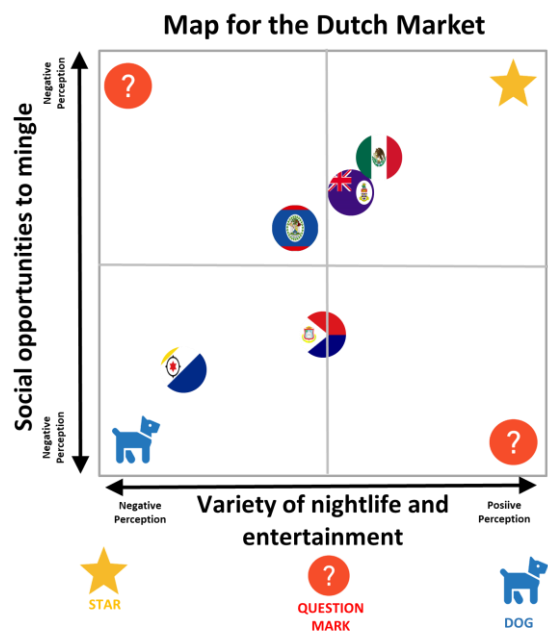 Map for the Dutch Market
Negative
Perception
?
Social opportunities to mingle
Negative
Perception
?
Negative
Perception
Variety of nightlife and
entertainment
Posiive
Perception
STAR
?
QUESTION
MARK
DOG